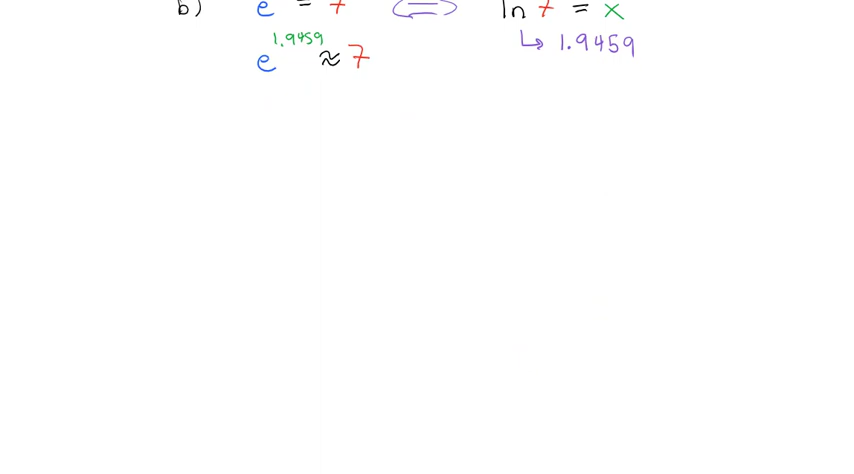 b) e = 7 ⟺ ln 7 = x
↳ 1.9459
e^1.9459 ≈ 7